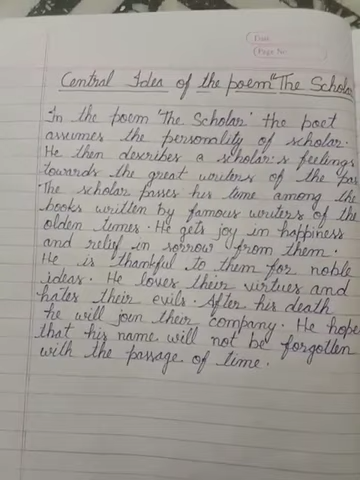 Date
Page No
Central Idea of the poem "The Scholar
In the poem 'The Scholar' the poet
assumes the personality of scholar.
He then describes a scholar's feelings
towards the great writers of the pas
The scholar passes his time among the
books written by famous writers of the
olden times. He gets joy in happiness
and relief in sorrow from them.
He is thankful to them for noble
ideas. He loves their virtues and
hates their evils. After his death
he will join their company. He hope
that his name will not be forgotten
with the passage of time.